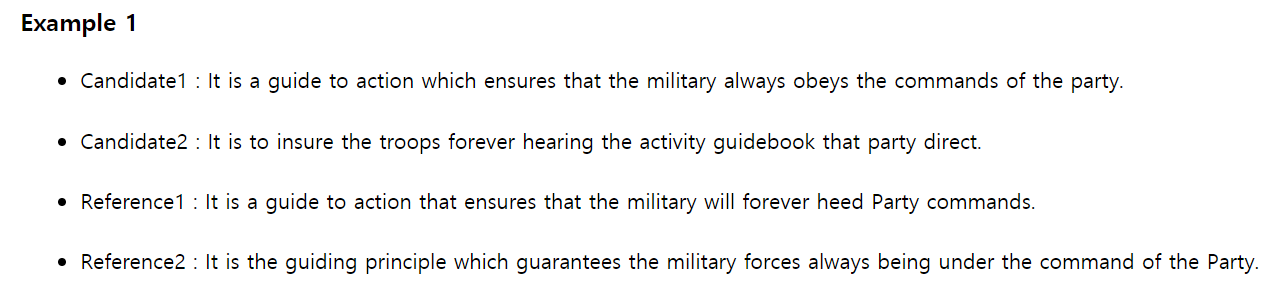 Example 1
• Candidate1 : It is a guide to action which ensures that the military always obeys the commands of the party.
• Candidate2 : It is to insure the troops forever hearing the activity guidebook that party direct.
• Reference1 : It is a guide to action that ensures that the military will forever heed Party commands.
• Reference2 : It is the guiding principle which guarantees the military forces always being under the command of the Party.